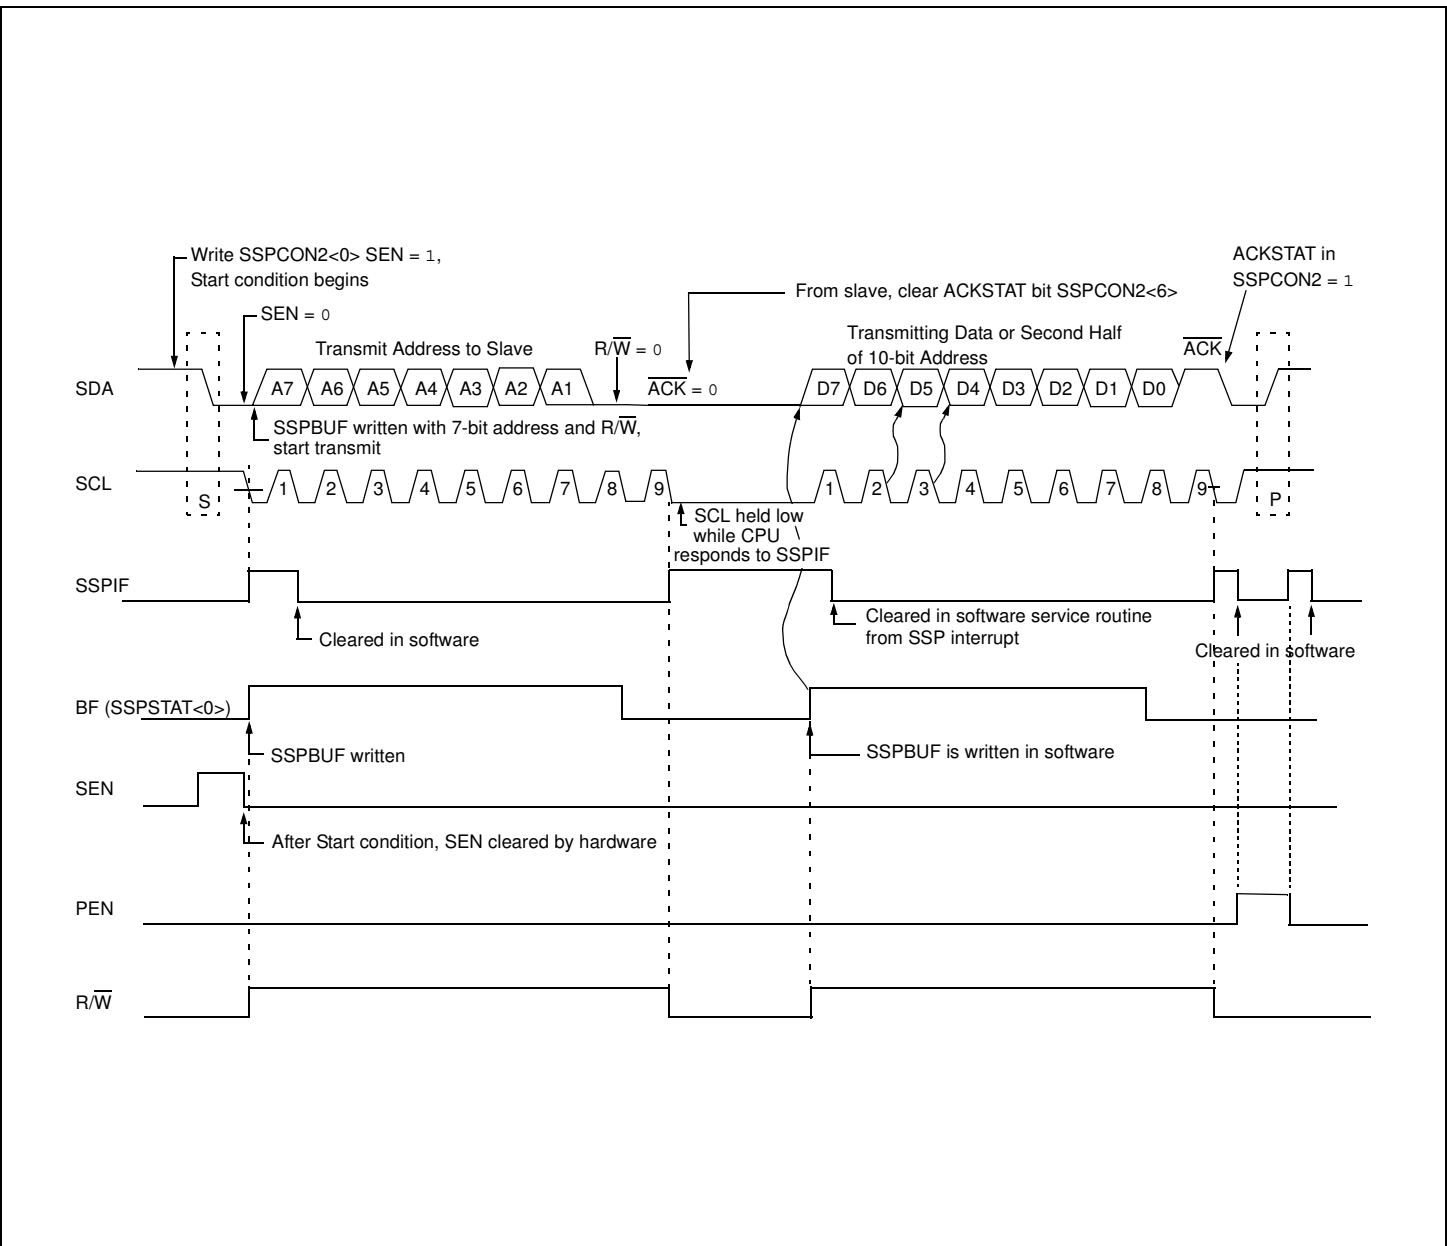 Write SSPCON2<0> SEN = 1,
Start condition begins
ACKSTAT in
SSPCON2 = 1
From slave, clear ACKSTAT bit SSPCON2<6>
SEN = 0
Transmitting Data or Second Half
of 10-bit Address
Transmit Address to Slave
R/W̅ = 0
A̅C̅K̅
SDA
A7 A6 A5 A4 A3 A2 A1
A̅C̅K̅ = 0
D7 D6 D5 D4 D3 D2 D1 D0
SSPBUF written with 7-bit address and R/W̅,
start transmit
SCL
S
1 2 3 4 5 6 7 8 9
1 2 3 4 5 6 7 8 9
P
SCL held low
while CPU
responds to SSPIF
SSPIF
Cleared in software
Cleared in software service routine
from SSP interrupt
Cleared in software
BF (SSPSTAT<0>)
SSPBUF written
SSPBUF is written in software
SEN
After Start condition, SEN cleared by hardware
PEN
R/W̅